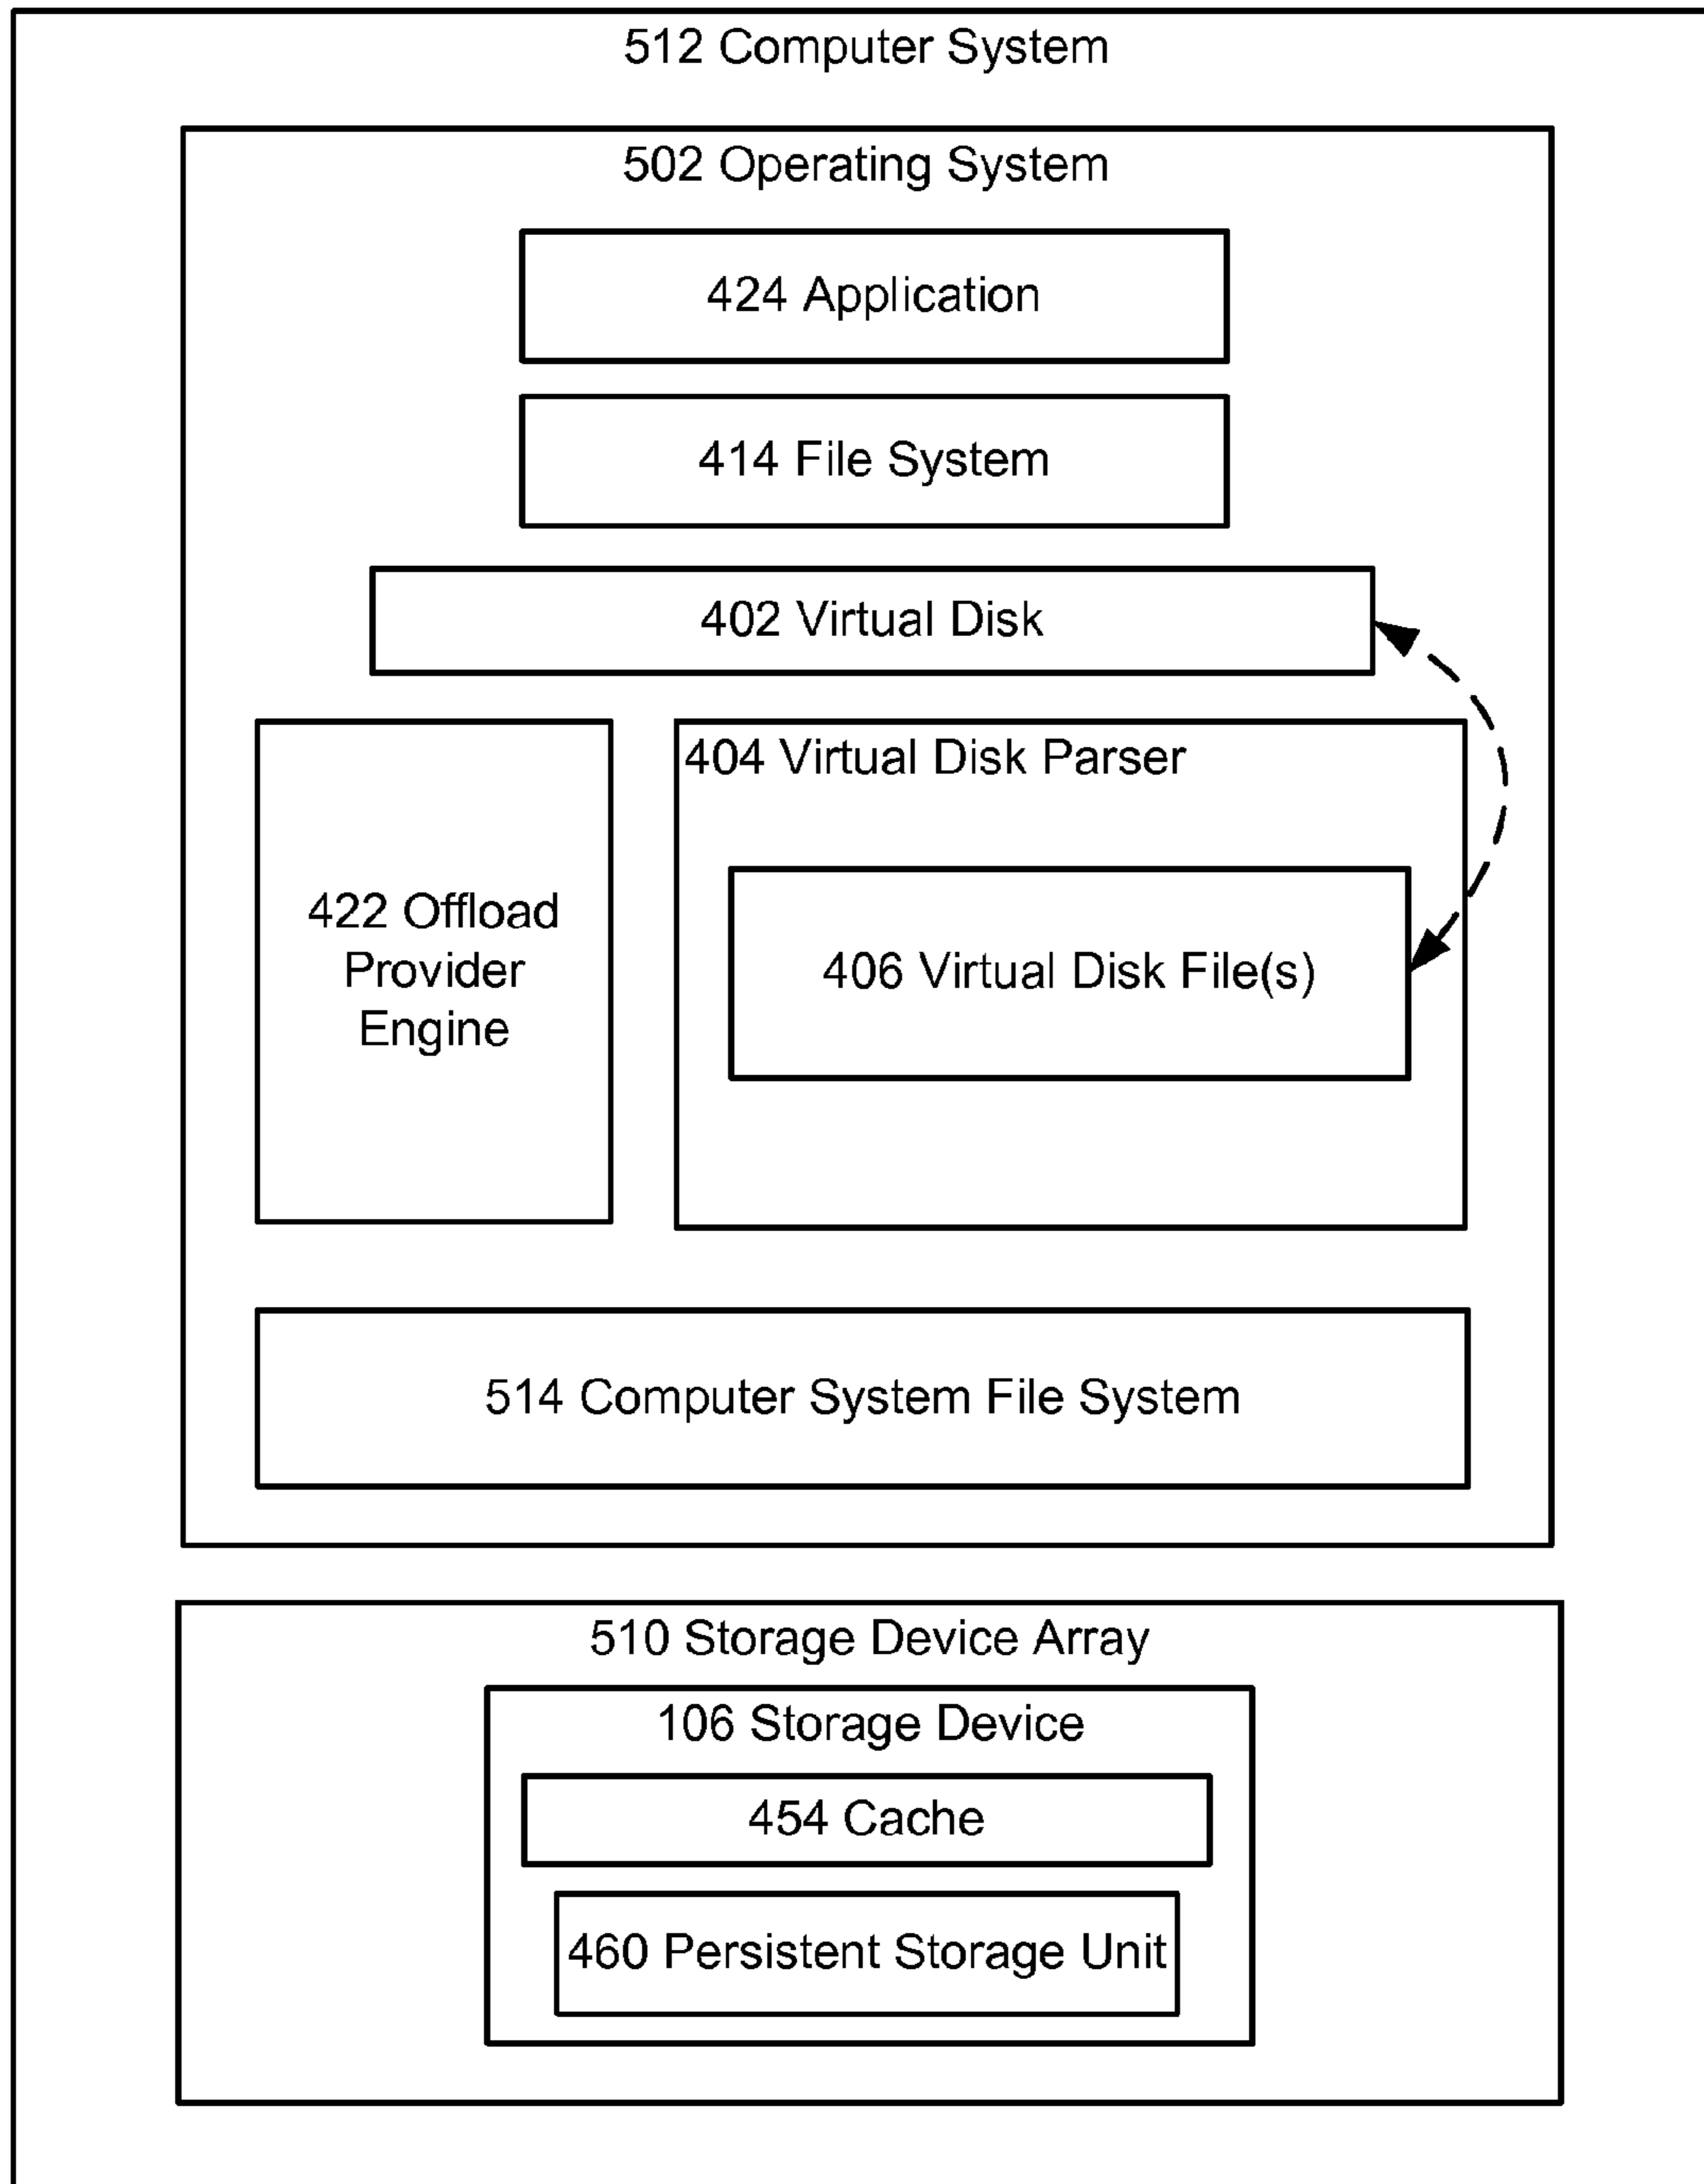 512 Computer System
502 Operating System
424 Application
414 File System
402 Virtual Disk
404 Virtual Disk Parser
422 Offload
Provider
Engine
406 Virtual Disk File(s)
514 Computer System File System
510 Storage Device Array
106 Storage Device
454 Cache
460 Persistent Storage Unit